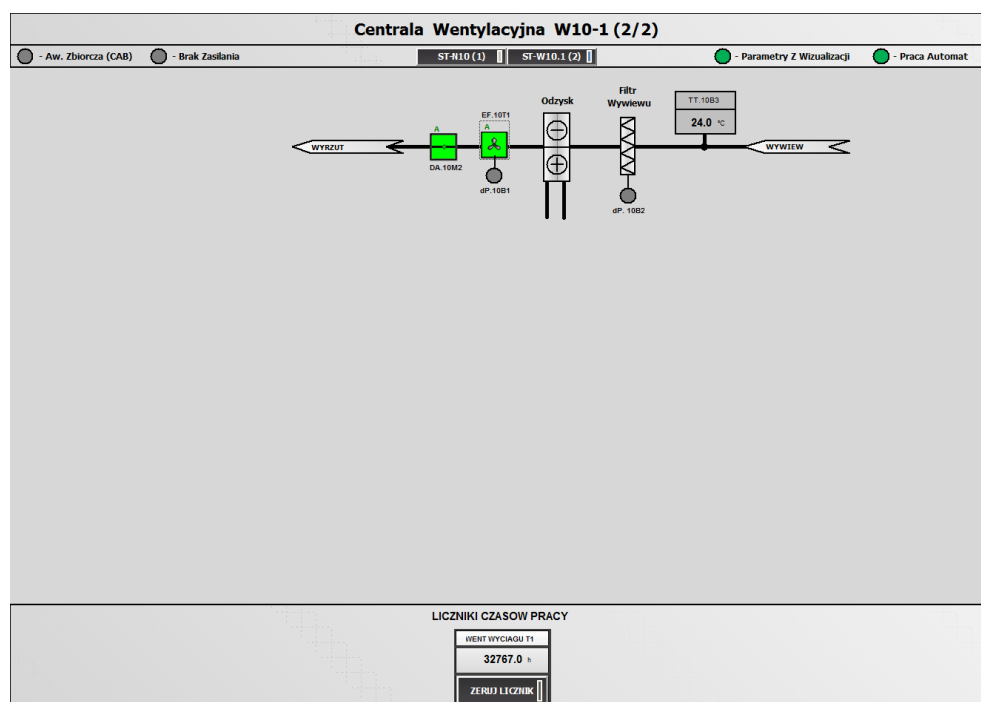 Centrala Wentylacyjna W10-1 (2/2)
- Aw. Zbiorcza (CAB) - Brak Zasilania ST-N10 (1) ST-W10.1 (2) - Parametry Z Wizualizacji - Praca Automat
Filtr
Wywiewu
Odzysk
TT.10B3
EF.10T1
24.0 °C
A
A
WYRZUT
WYWIEW
DA.10M2
dP.10B1
dP. 10B2
LICZNIKI CZASOW PRACY
WENT WYCIAGU T1
32767.0 h
ZERUJ LICZNIK